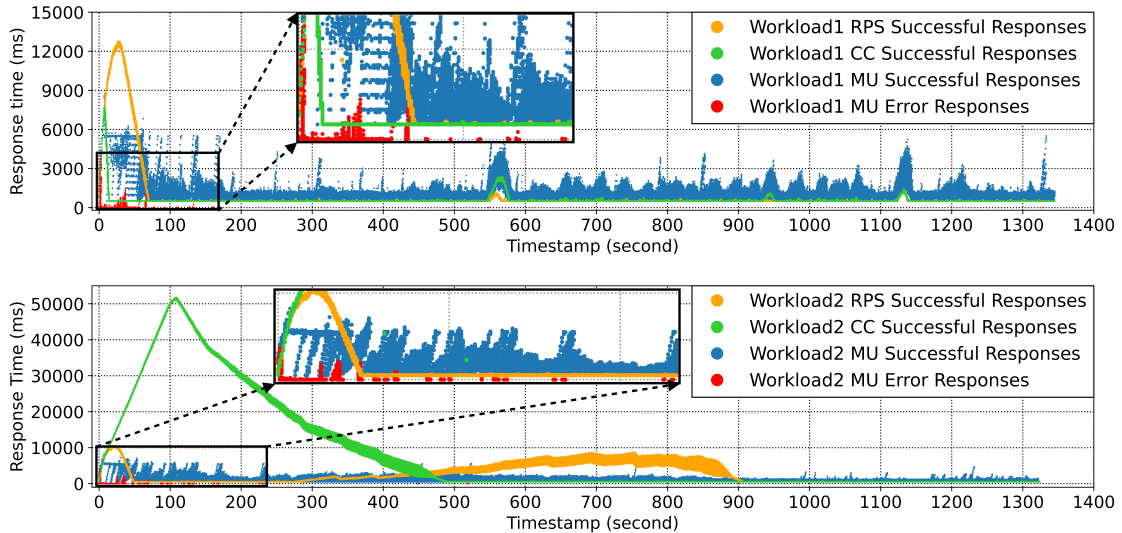 15000
12000
9000
6000
3000
0
Response time (ms)
Workload1 RPS Successful Responses
Workload1 CC Successful Responses
Workload1 MU Successful Responses
Workload1 MU Error Responses
0 100 200 300 400 500 600 700 800 900 1000 1100 1200 1300 1400
Timestamp (second)
50000
40000
30000
20000
10000
0
Response Time (ms)
Workload2 RPS Successful Responses
Workload2 CC Successful Responses
Workload2 MU Successful Responses
Workload2 MU Error Responses
0 100 200 300 400 500 600 700 800 900 1000 1100 1200 1300 1400
Timestamp (second)